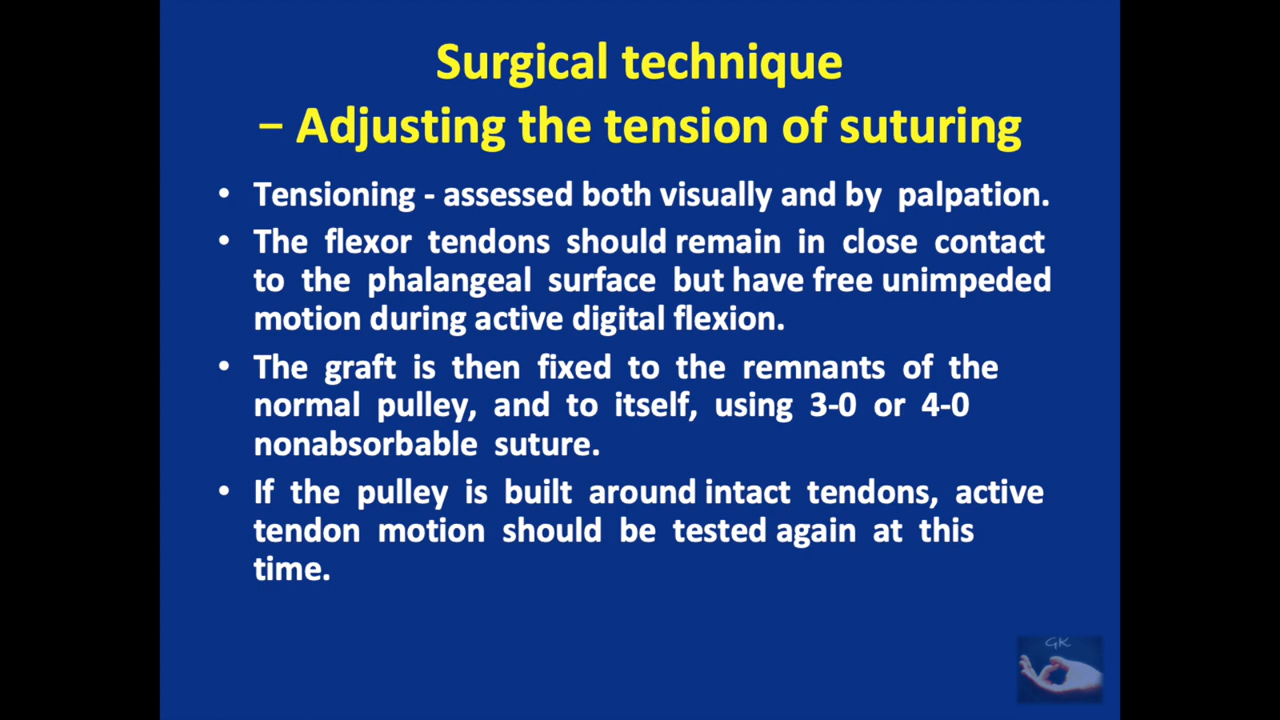 Surgical technique
– Adjusting the tension of suturing
• Tensioning - assessed both visually and by palpation.
• The flexor tendons should remain in close contact
to the phalangeal surface but have free unimpeded
motion during active digital flexion.
• The graft is then fixed to the remnants of the
normal pulley, and to itself, using 3-0 or 4-0
nonabsorbable suture.
• If the pulley is built around intact tendons, active
tendon motion should be tested again at this
time.
GK